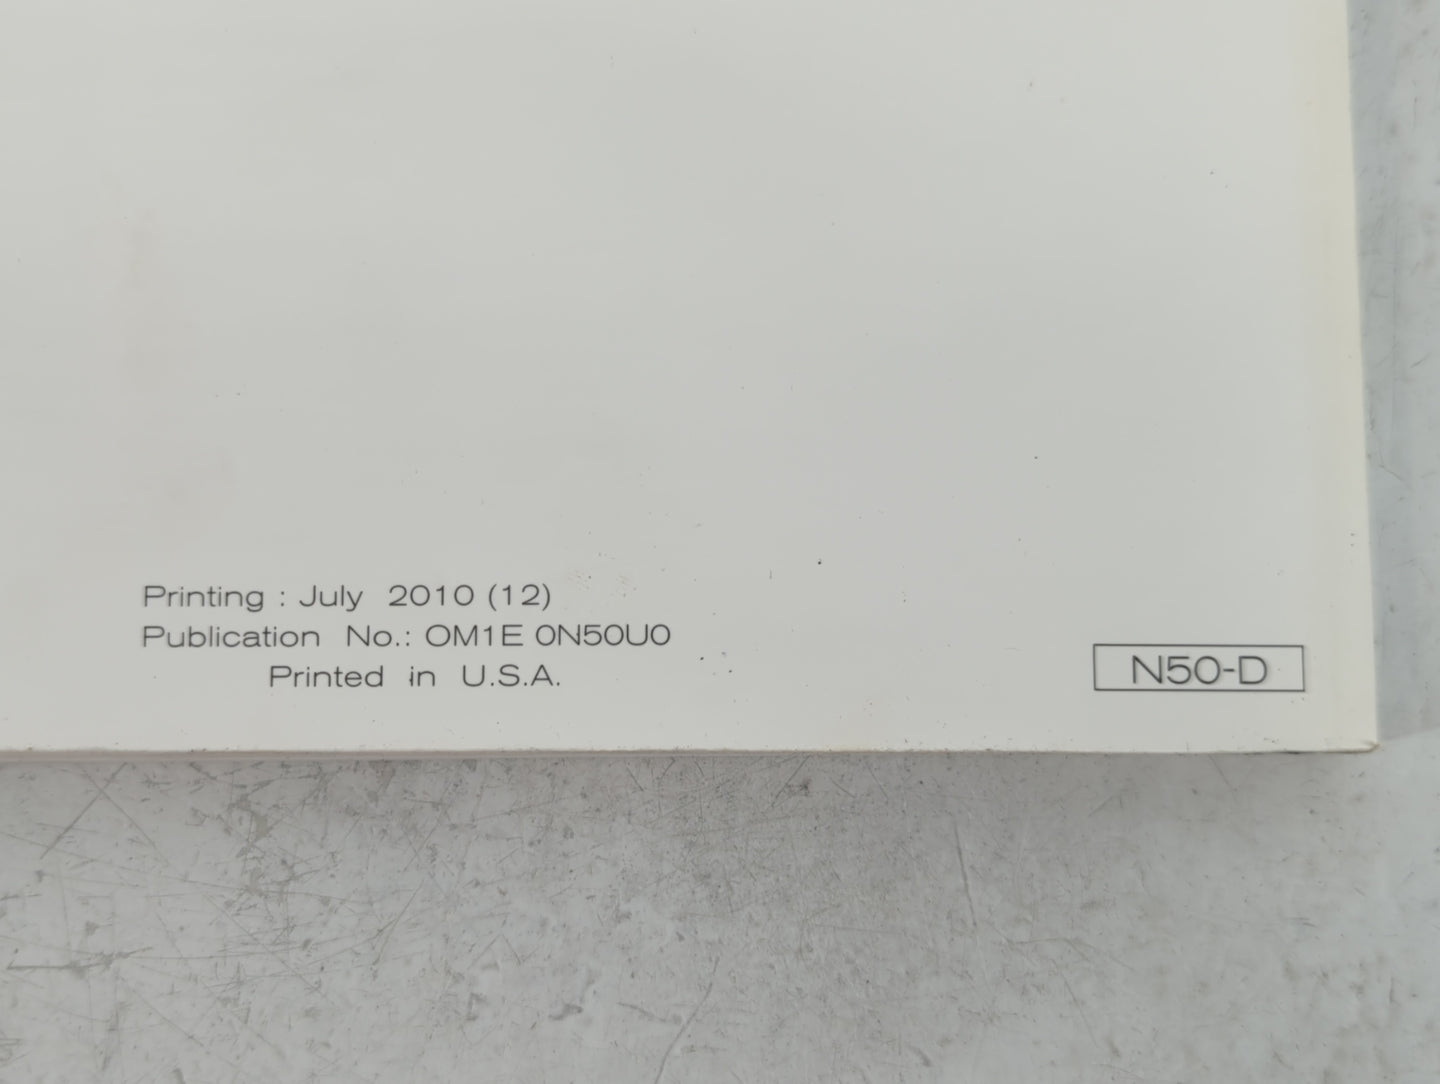 Printing : July 2010 (12)
Publication No.: OM1E 0N50U0
Printed in U.S.A.
N50-D